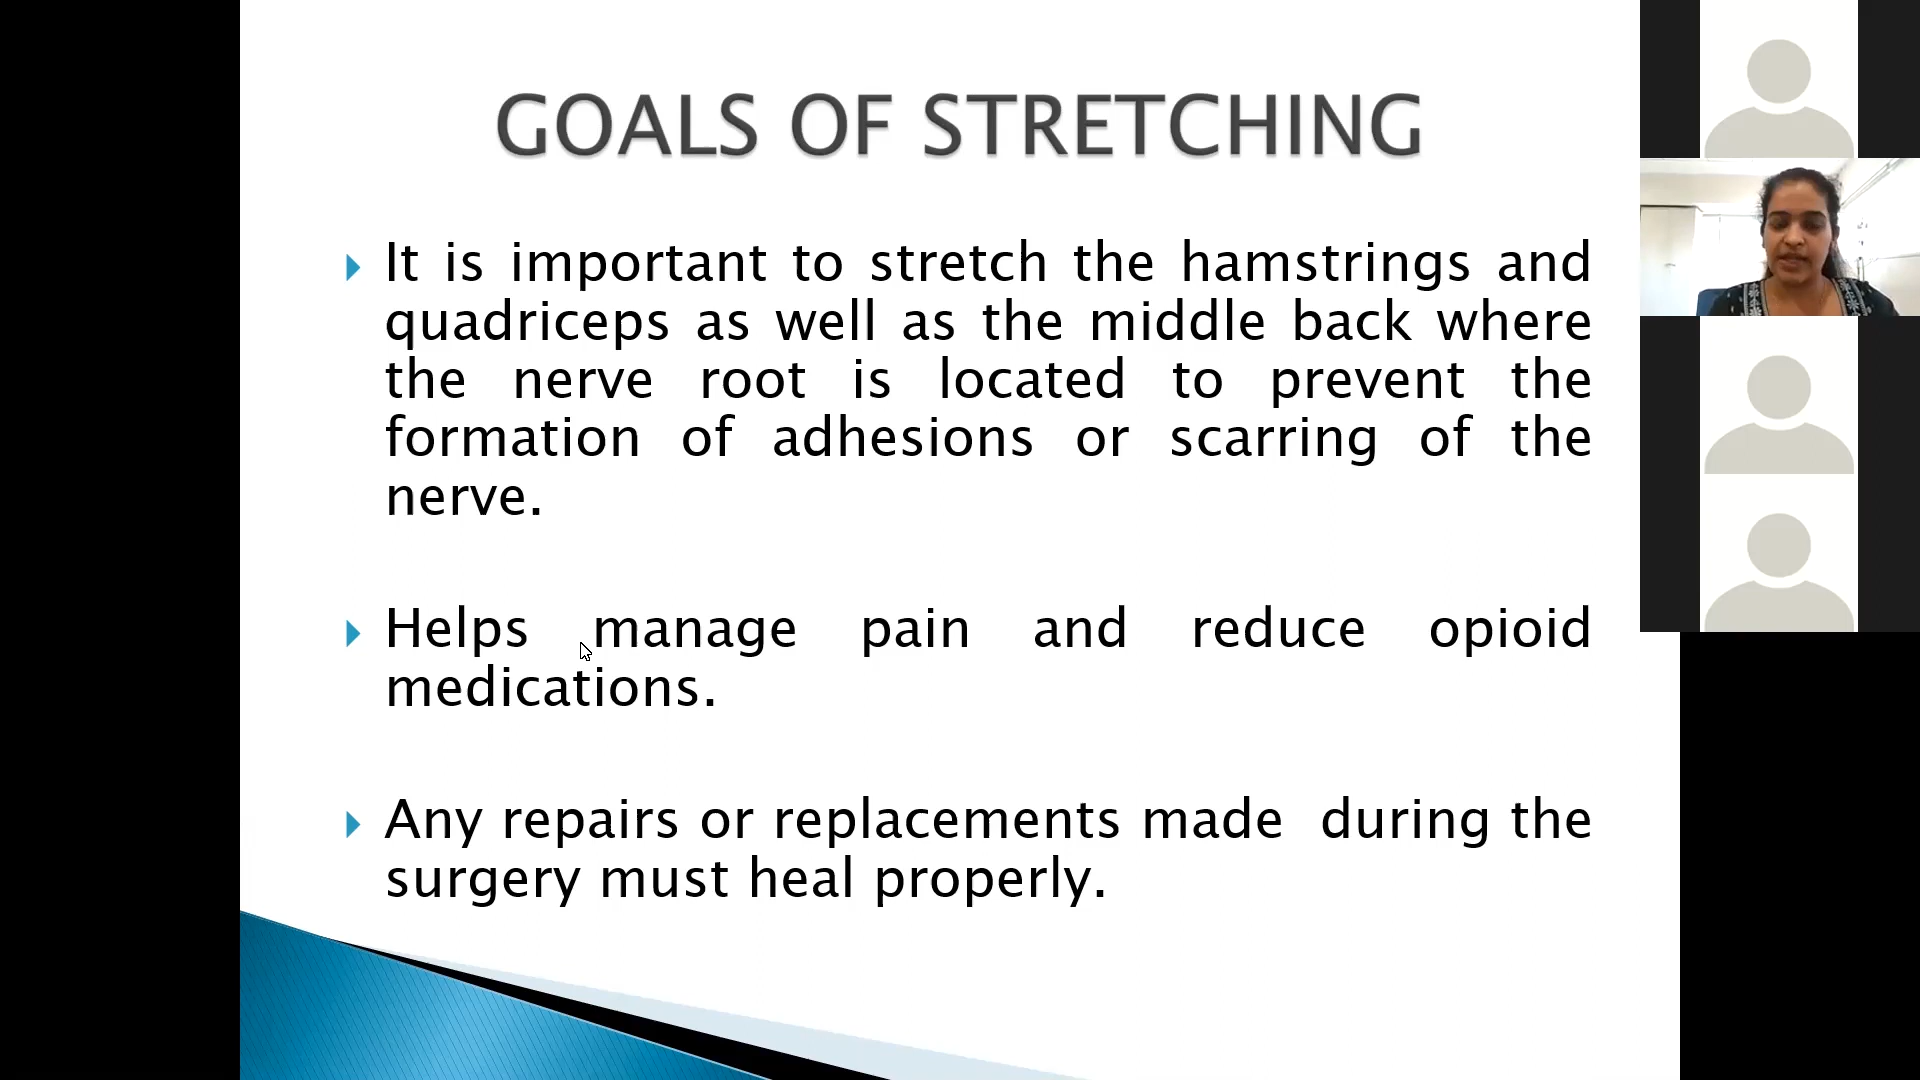 GOALS OF STRETCHING
It is important to stretch the hamstrings and
quadriceps as well as the middle back where
the nerve root is located to prevent the
formation of adhesions or scarring of the
nerve.
Helps manage pain and reduce opioid
medications.
Any repairs or replacements made during the
surgery must heal properly.